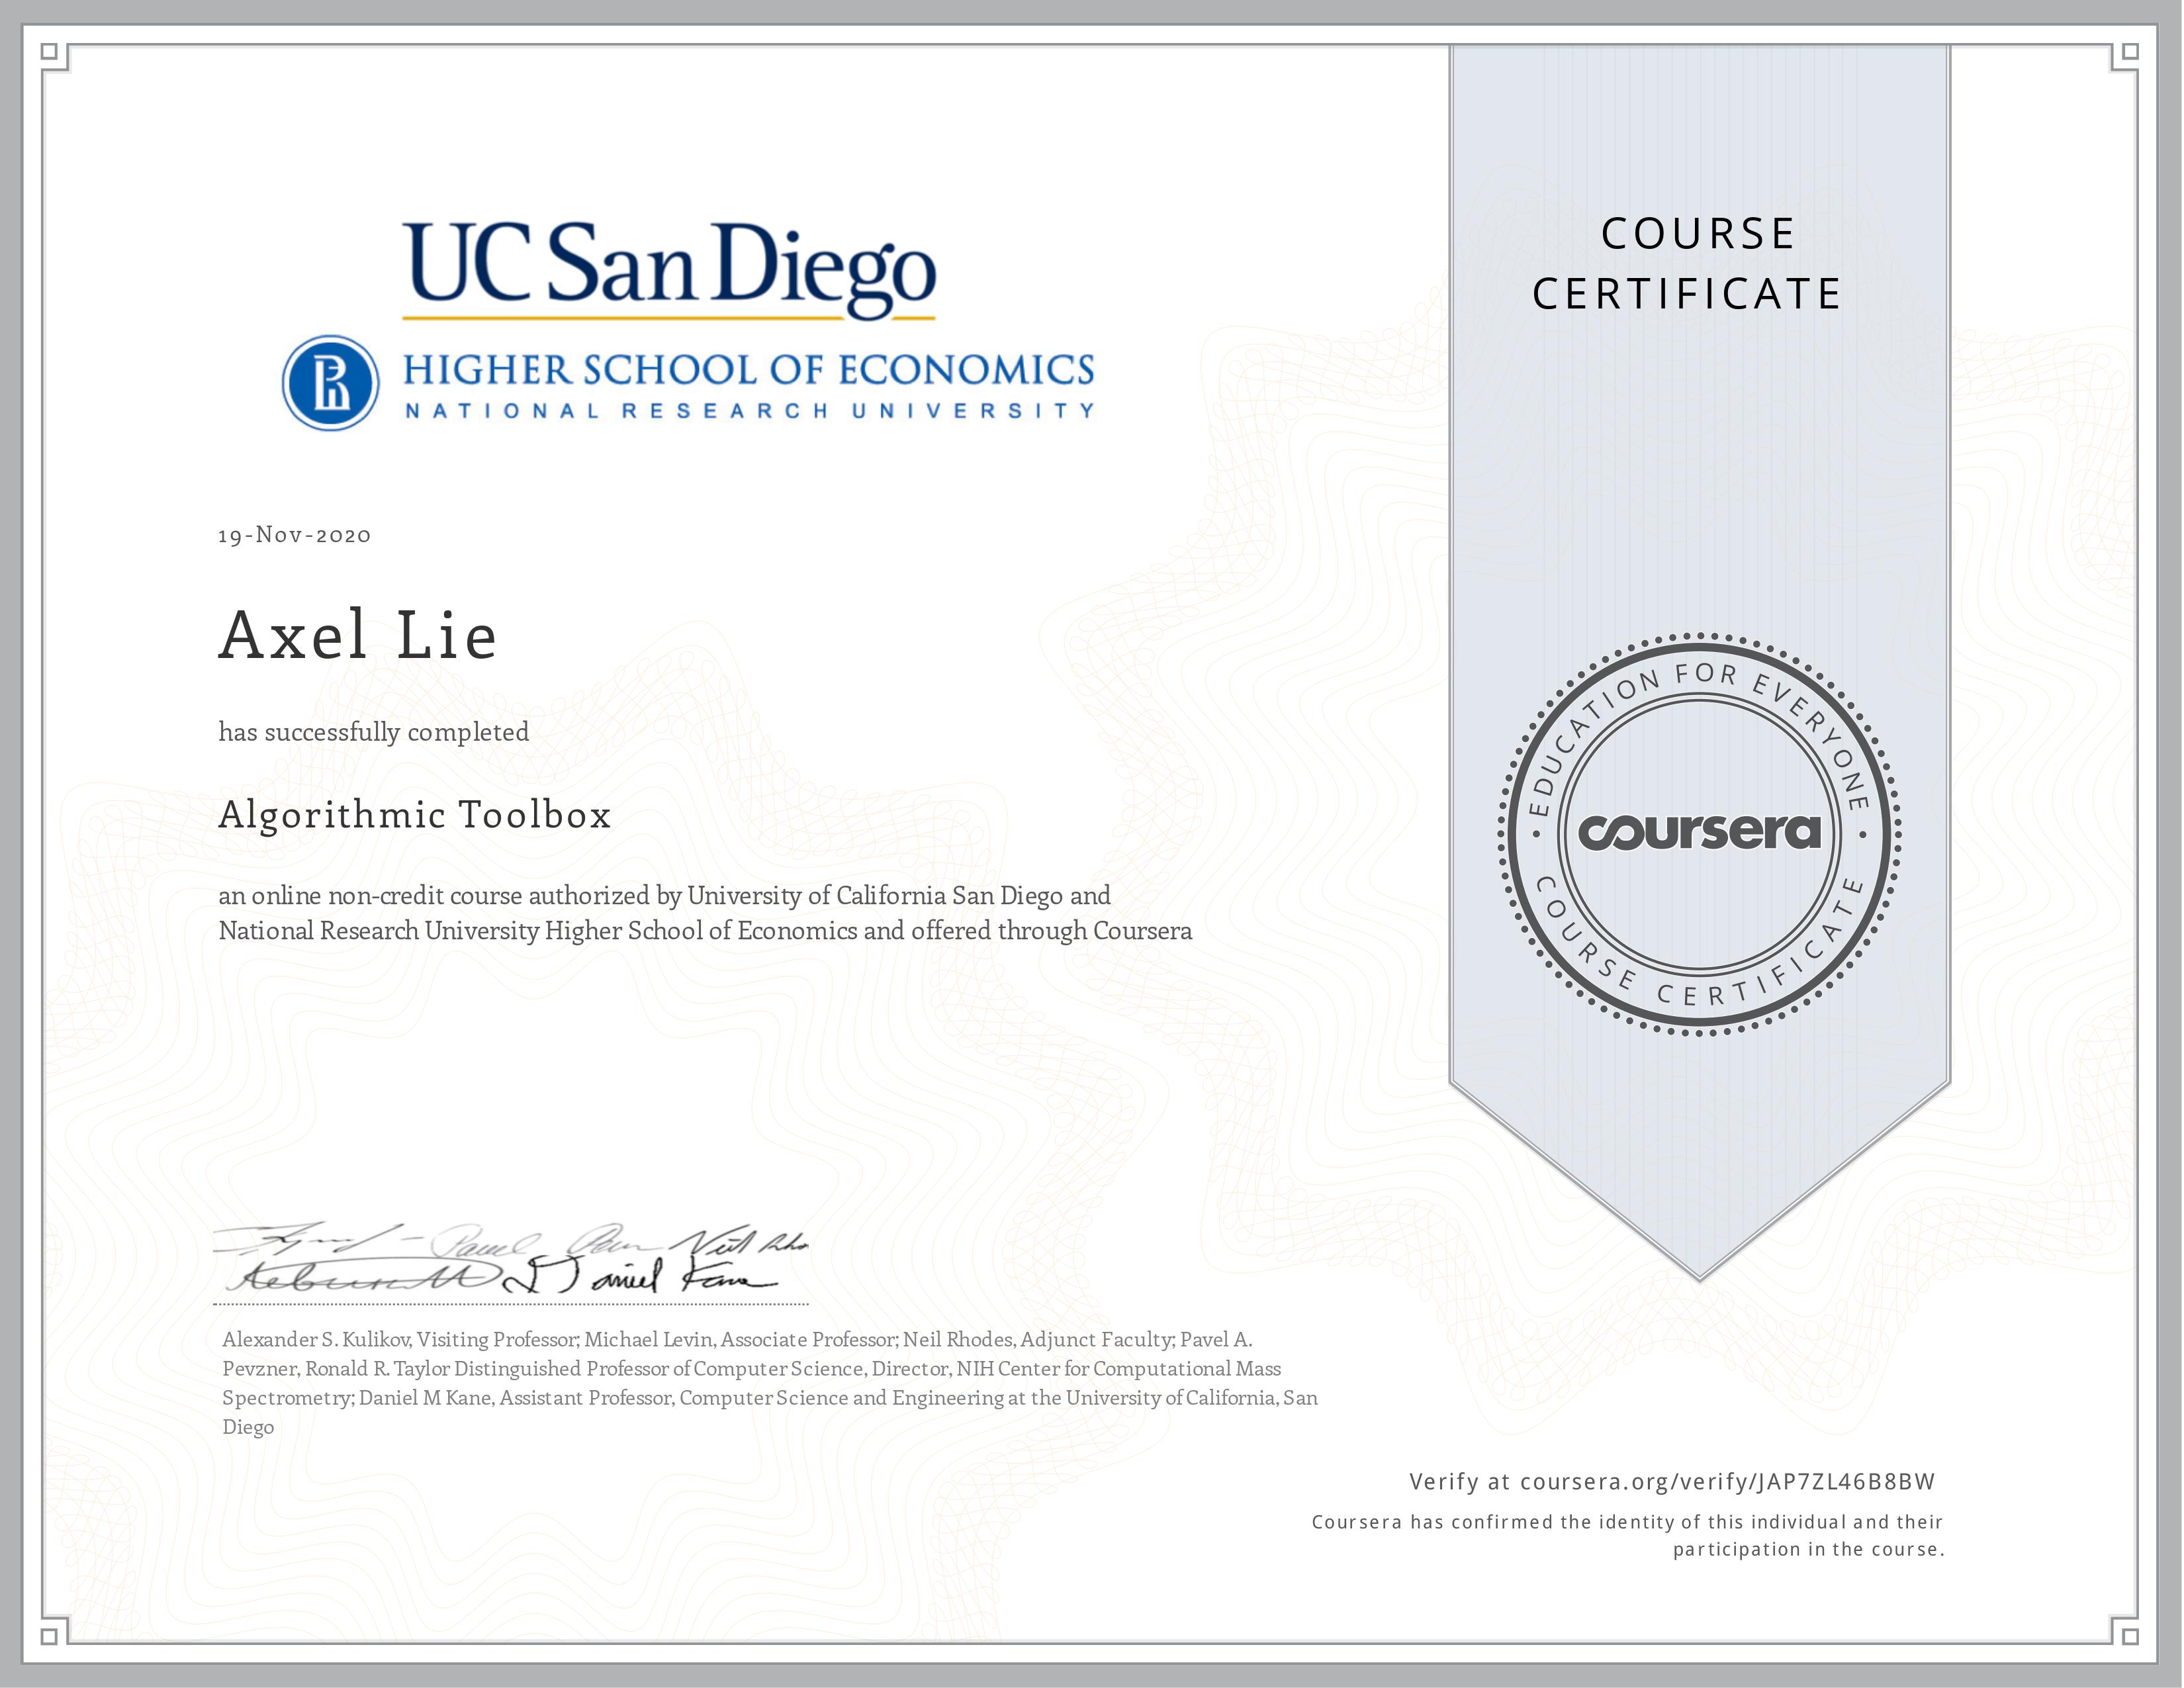 UC San Diego
HIGHER SCHOOL OF ECONOMICS
NATIONAL RESEARCH UNIVERSITY
COURSE
CERTIFICATE
19-Nov-2020
Axel Lie
has successfully completed
Algorithmic Toolbox
an online non-credit course authorized by University of California San Diego and
National Research University Higher School of Economics and offered through Coursera
EDUCATION FOR EVERYONE
coursera
COURSE CERTIFICATE
Daniel Kane
Alexander S. Kulikov, Visiting Professor; Michael Levin, Associate Professor; Neil Rhodes, Adjunct Faculty; Pavel A.
Pevzner, Ronald R. Taylor Distinguished Professor of Computer Science, Director, NIH Center for Computational Mass
Spectrometry; Daniel M Kane, Assistant Professor, Computer Science and Engineering at the University of California, San
Diego
Verify at coursera.org/verify/JAP7ZL46B8BW
Coursera has confirmed the identity of this individual and their
participation in the course.